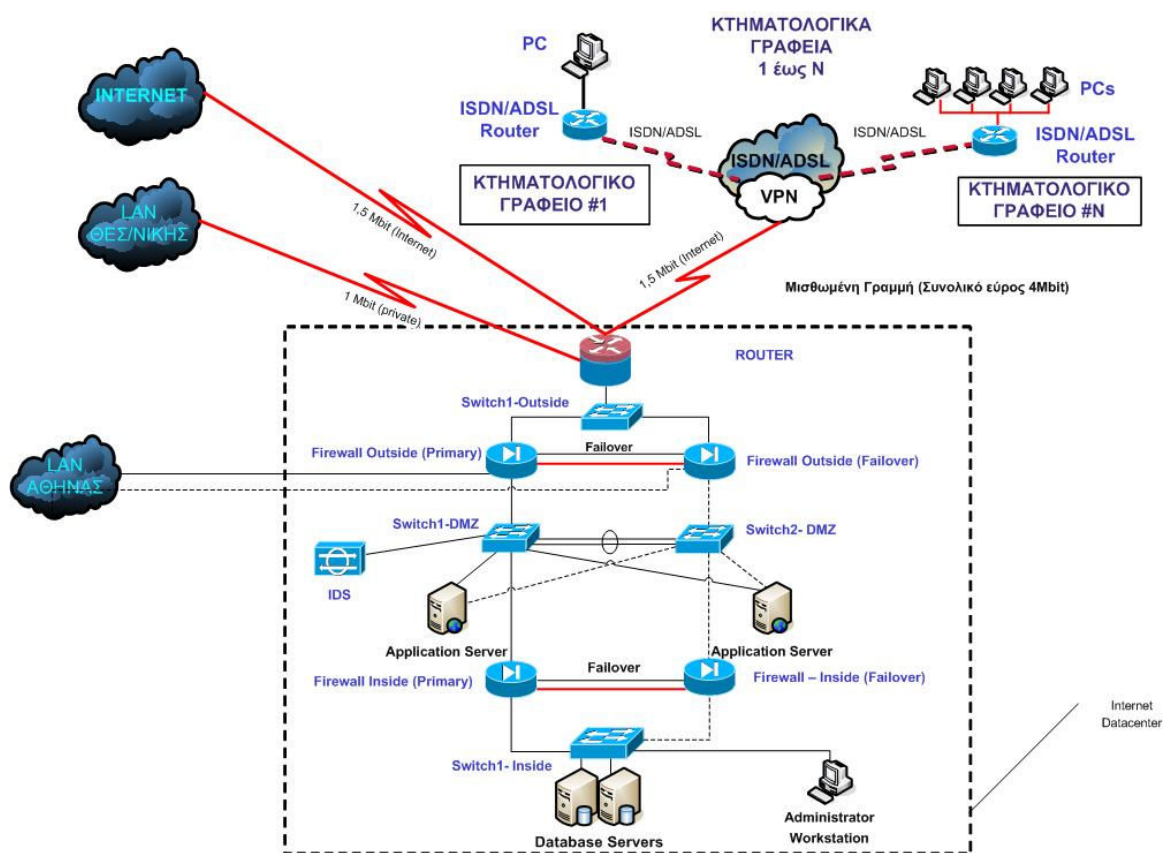 ΚΤΗΜΑΤΟΛΟΓΙΚΑ
ΓΡΑΦΕΙΑ
1 έως Ν
PC
INTERNET
ISDN/ADSL
Router
ISDN/ADSL
ISDN/ADSL
VPN
ISDN/ADSL
PCs
ISDN/ADSL
Router
ΚΤΗΜΑΤΟΛΟΓΙΚΟ
ΓΡΑΦΕΙΟ #1
ΚΤΗΜΑΤΟΛΟΓΙΚΟ
ΓΡΑΦΕΙΟ #Ν
LAN
ΘΕΣ/ΝΙΚΗΣ
1,5 Mbit (Internet)
1 Mbit (private)
1,5 Mbit (Internet)
Μισθωμένη Γραμμή (Συνολικό εύρος 4Mbit)
ROUTER
Switch1-Outside
Firewall Outside (Primary)
Failover
Firewall Outside (Failover)
LAN
ΑΘΗΝΑΣ
Switch1-DMZ
Switch2- DMZ
IDS
Application Server
Application Server
Firewall Inside (Primary)
Failover
Firewall – Inside (Failover)
Switch1- Inside
Database Servers
Administrator
Workstation
Internet
Datacenter